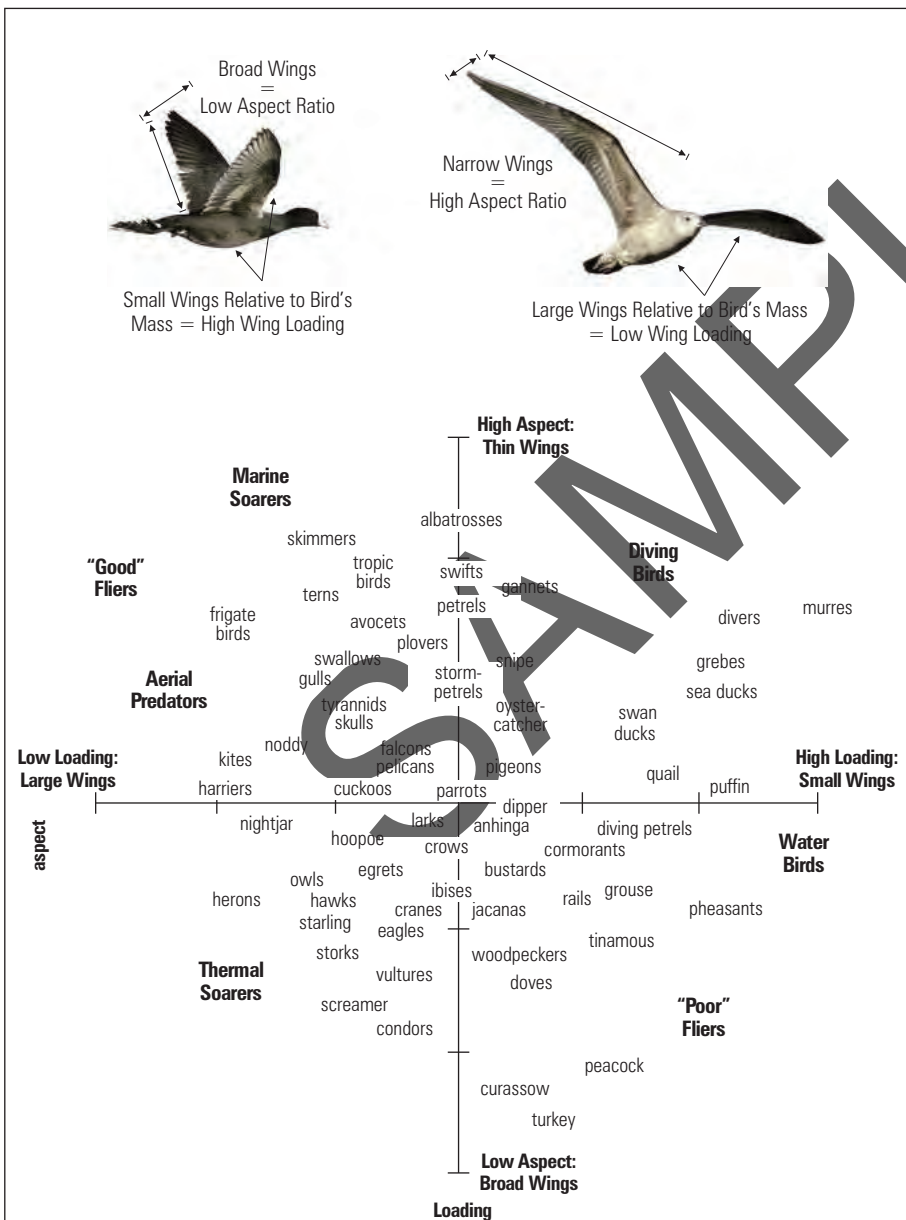 Broad Wings
=
Low Aspect Ratio
Narrow Wings
=
High Aspect Ratio
Small Wings Relative to Bird's
Mass = High Wing Loading
Large Wings Relative to Bird's Mass
= Low Wing Loading
High Aspect:
Thin Wings
Marine
Soarers
albatrosses
skimmers
Diving
Birds
"Good"
Fliers
tropic
birds
swifts
gannets
terns
petrels
frigate
birds
avocets
divers
murres
plovers
swallows
snipe
grebes
gulls
storm-
petrels
sea ducks
Aerial
Predators
tyrannids
skulls
oyster-
catcher
swan
ducks
noddy
falcons
kites
pelicans
pigeons
Low Loading:
Large Wings
High Loading:
Small Wings
quail
harriers
cuckoos
parrots
puffin
dipper
aspect
nightjar
larks
anhinga
diving petrels
hoopoe
crows
cormorants
Water
Birds
egrets
bustards
owls
ibises
grouse
herons
hawks
rails
cranes
jacanas
pheasants
starling
eagles
tinamous
storks
woodpeckers
Thermal
Soarers
vultures
doves
screamer
"Poor"
Fliers
condors
peacock
curassow
turkey
Low Aspect:
Broad Wings
Loading
SAMPL